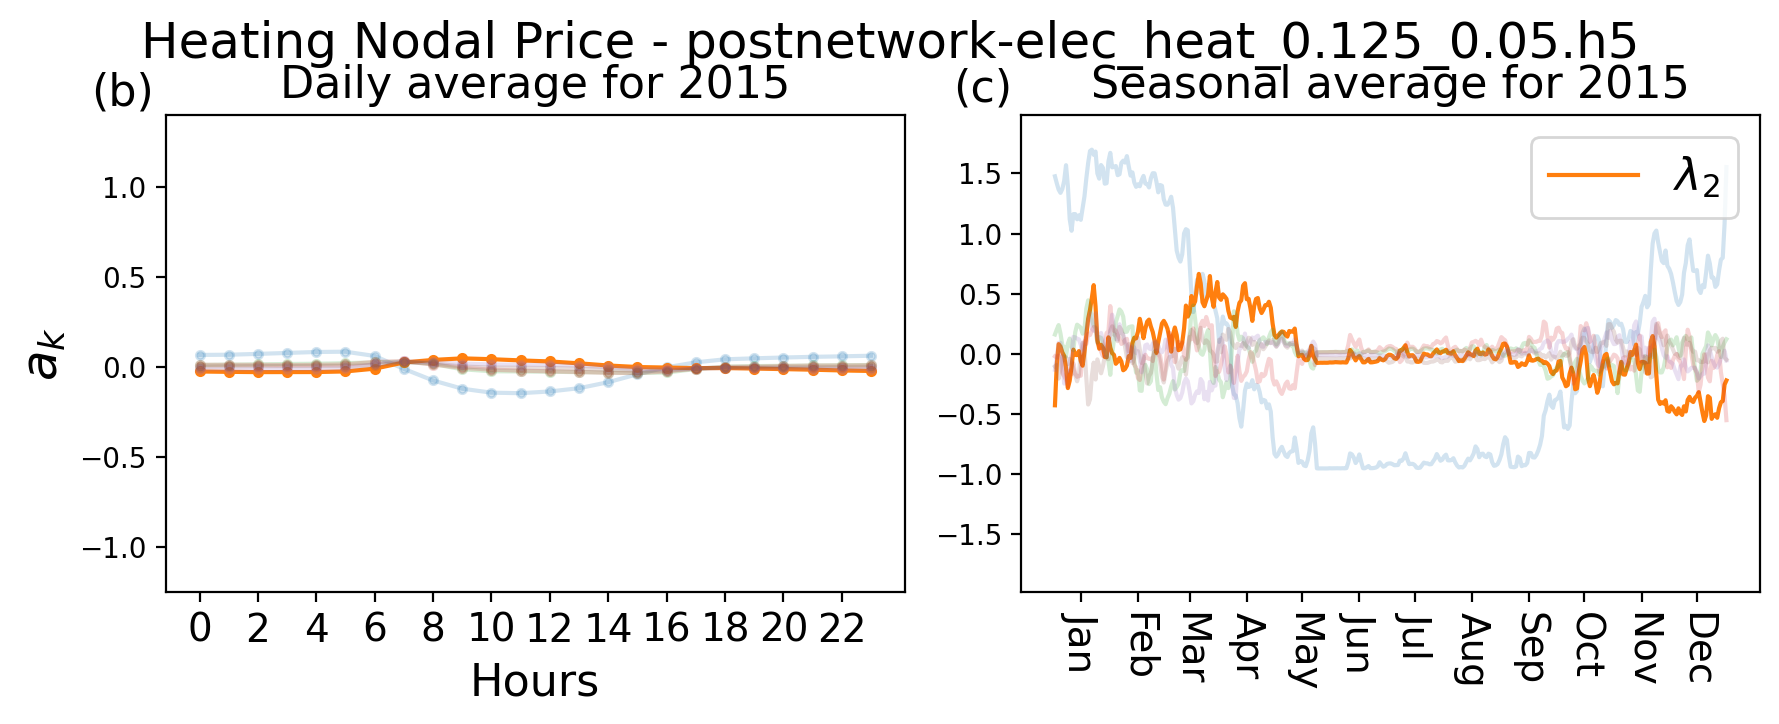 Heating Nodal Price - postnetwork-elec_heat_0.125_0.05.h5
(b)
Daily average for 2015
1.0
0.5
0.0
−0.5
−1.0
aₖ
0 2 4 6 8 10 12 14 16 18 20 22
Hours
(c)
Seasonal average for 2015
λ₂
1.5
1.0
0.5
0.0
−0.5
−1.0
−1.5
Jan Feb Mar Apr May Jun Jul Aug Sep Oct Nov Dec